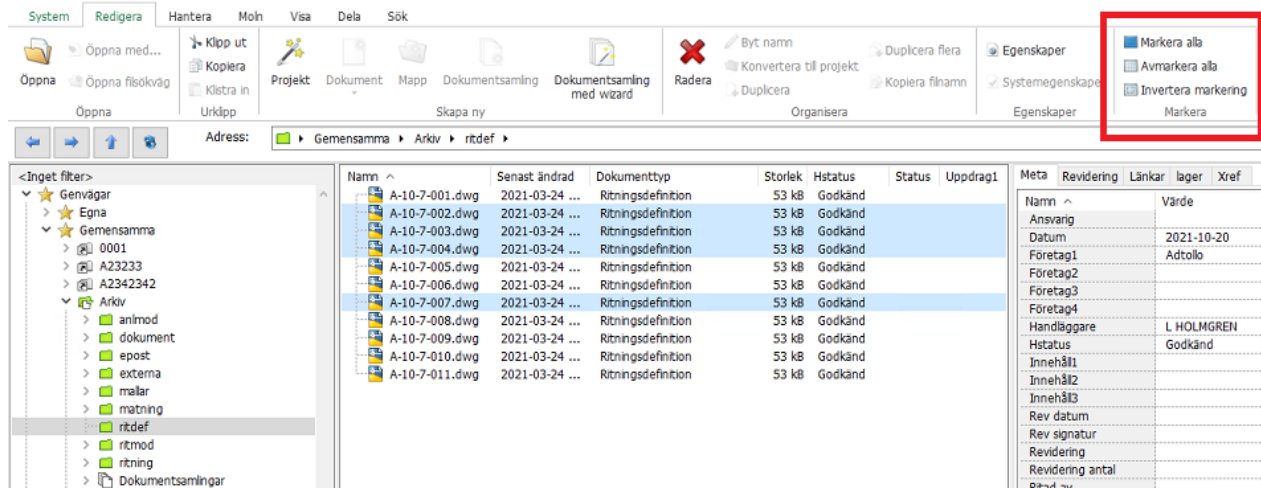 System Redigera Hantera Moln Visa Dela Sök
Öppna
Öppna med...
Öppna filsökväg
Öppna
Klipp ut
Kopiera
Klistra in
Urklipp
Projekt Dokument Mapp Dokumentsamling Dokumentsamling med wizard
Skapa ny
Radera
Byt namn
Konvertera till projekt
Duplicera
Duplicera flera
Kopiera filnamn
Organisera
Egenskaper
Systemegenskape
Egenskaper
Markera alla
Avmarkera alla
Invertera markering
Markera
Adress: Gemensamma Arkiv ritdef
<Inget filter>
Genvägar
Egna
Gemensamma
0001
A23233
A2342342
Arkiv
anlmod
dokument
epost
externa
mallar
matning
ritdef
ritmod
ritning
Dokumentsamlingar
Namn Senast ändrad Dokumenttyp Storlek Hstatus Status Uppdrag1
A-10-7-001.dwg 2021-03-24 ... Ritningsdefinition 53 kB Godkänd
A-10-7-002.dwg 2021-03-24 ... Ritningsdefinition 53 kB Godkänd
A-10-7-003.dwg 2021-03-24 ... Ritningsdefinition 53 kB Godkänd
A-10-7-004.dwg 2021-03-24 ... Ritningsdefinition 53 kB Godkänd
A-10-7-005.dwg 2021-03-24 ... Ritningsdefinition 53 kB Godkänd
A-10-7-006.dwg 2021-03-24 ... Ritningsdefinition 53 kB Godkänd
A-10-7-007.dwg 2021-03-24 ... Ritningsdefinition 53 kB Godkänd
A-10-7-008.dwg 2021-03-24 ... Ritningsdefinition 53 kB Godkänd
A-10-7-009.dwg 2021-03-24 ... Ritningsdefinition 53 kB Godkänd
A-10-7-010.dwg 2021-03-24 ... Ritningsdefinition 53 kB Godkänd
A-10-7-011.dwg 2021-03-24 ... Ritningsdefinition 53 kB Godkänd
Meta Revidering Länkar lager Xref
Namn Värde
Ansvarig
Datum 2021-10-20
Företag1 Adtollo
Företag2
Företag3
Företag4
Handläggare L HOLMGREN
Hstatus Godkänd
Innehåll1
Innehåll2
Innehåll3
Rev datum
Rev signatur
Revidering
Revidering antal
Ritad av